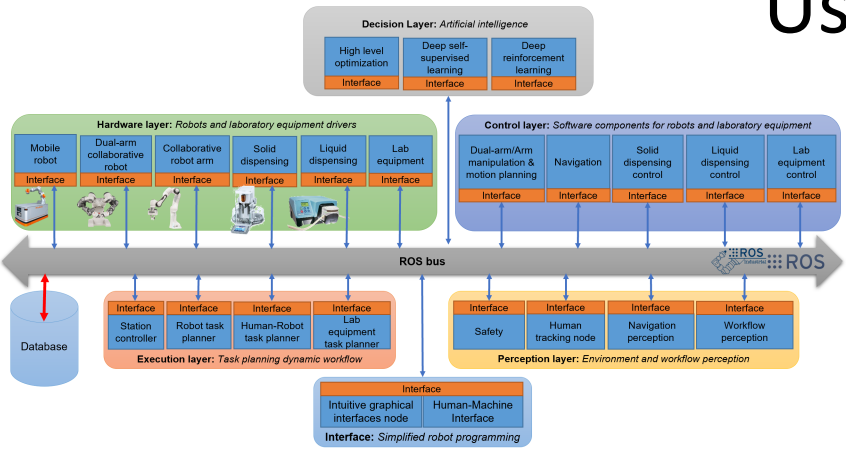 Us
Decision Layer: Artificial intelligence
High level
optimization
Interface
Deep self-
supervised
learning
Interface
Deep
reinforcement
learning
Interface
Hardware layer: Robots and laboratory equipment drivers
Mobile
robot
Interface
Dual-arm
collaborative
robot
Interface
Collaborative
robot arm
Interface
Solid
dispensing
Interface
Liquid
dispensing
Interface
Lab
equipment
Interface
Control layer: Software components for robots and laboratory equipment
Dual-arm/Arm
manipulation &
motion planning
Interface
Navigation
Interface
Solid
dispensing
control
Interface
Liquid
dispensing
control
Interface
Lab
equipment
control
Interface
ROS bus
ROS
Industrial
ROS
Database
Interface
Station
controller
Interface
Robot task
planner
Interface
Human-Robot
task planner
Interface
Lab
equipment
task planner
Execution layer: Task planning dynamic workflow
Interface
Safety
Interface
Human
tracking node
Interface
Navigation
perception
Interface
Workflow
perception
Perception layer: Environment and workflow perception
Interface
Intuitive graphical
interfaces node
Human-Machine
Interface
Interface: Simplified robot programming